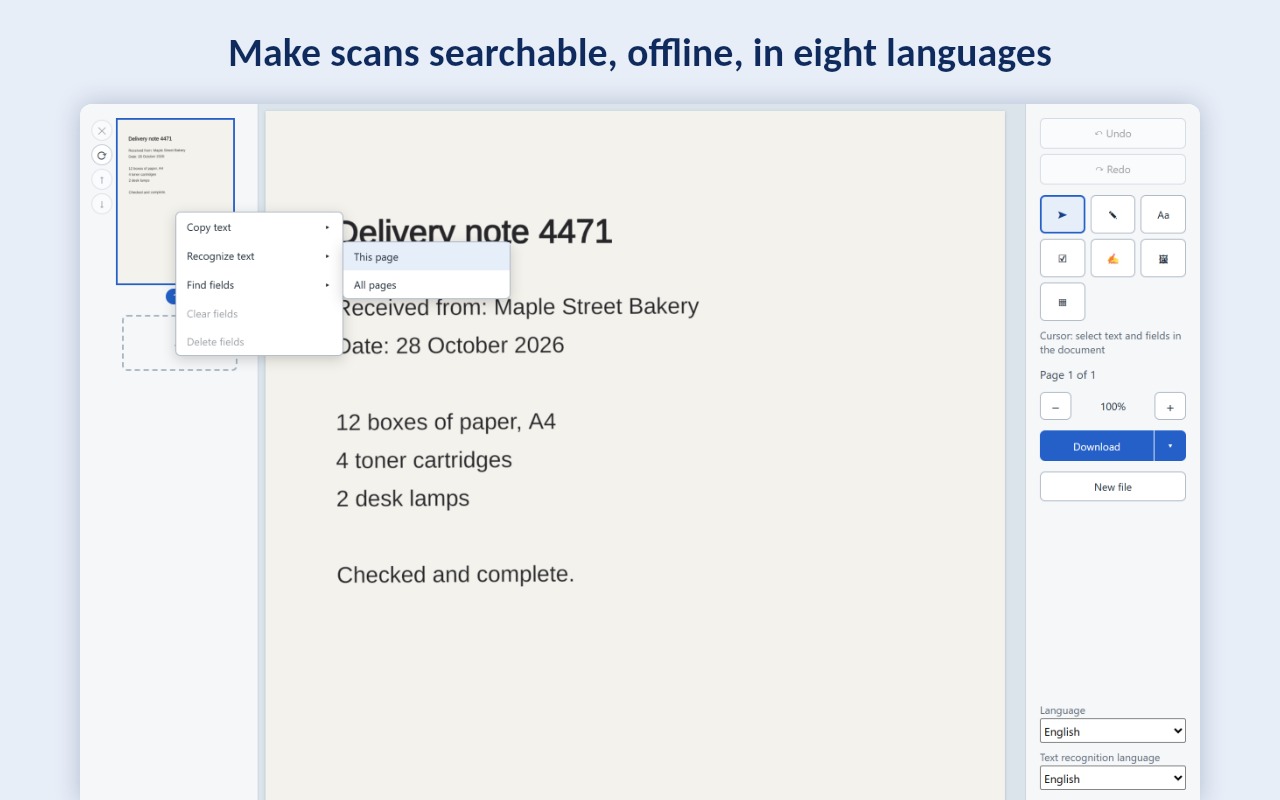 Make scans searchable, offline, in eight languages
Delivery note 4471
Received from: Maple Street Bakery
Date: 28 October 2026
12 boxes of paper, A4
4 toner cartridges
2 desk lamps
Checked and complete.
Copy text
Recognize text
Find fields
Clear fields
Delete fields
This page
All pages
Delivery note 4471
Received from: Maple Street Bakery
Date: 28 October 2026
12 boxes of paper, A4
4 toner cartridges
2 desk lamps
Checked and complete.
Undo
Redo
Aa
Cursor: select text and fields in
the document
Page 1 of 1
− 100% +
Download
New file
Language
English
Text recognition language
English